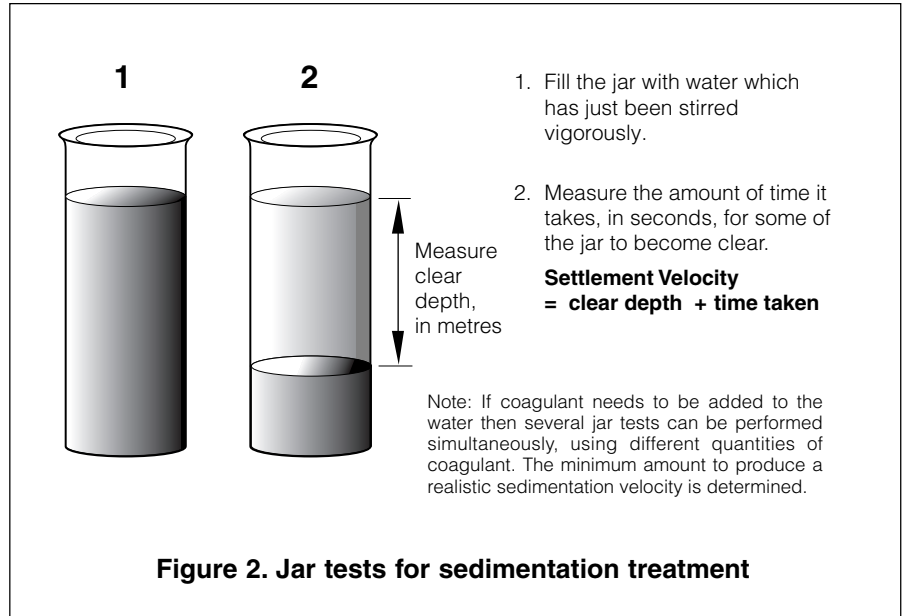 1
2
1. Fill the jar with water which
has just been stirred
vigorously.
2. Measure the amount of time it
takes, in seconds, for some of
the jar to become clear.
Settlement Velocity
= clear depth + time taken
Measure
clear
depth,
in metres
Note: If coagulant needs to be added to the
water then several jar tests can be performed
simultaneously, using different quantities of
coagulant. The minimum amount to produce a
realistic sedimentation velocity is determined.
Figure 2. Jar tests for sedimentation treatment